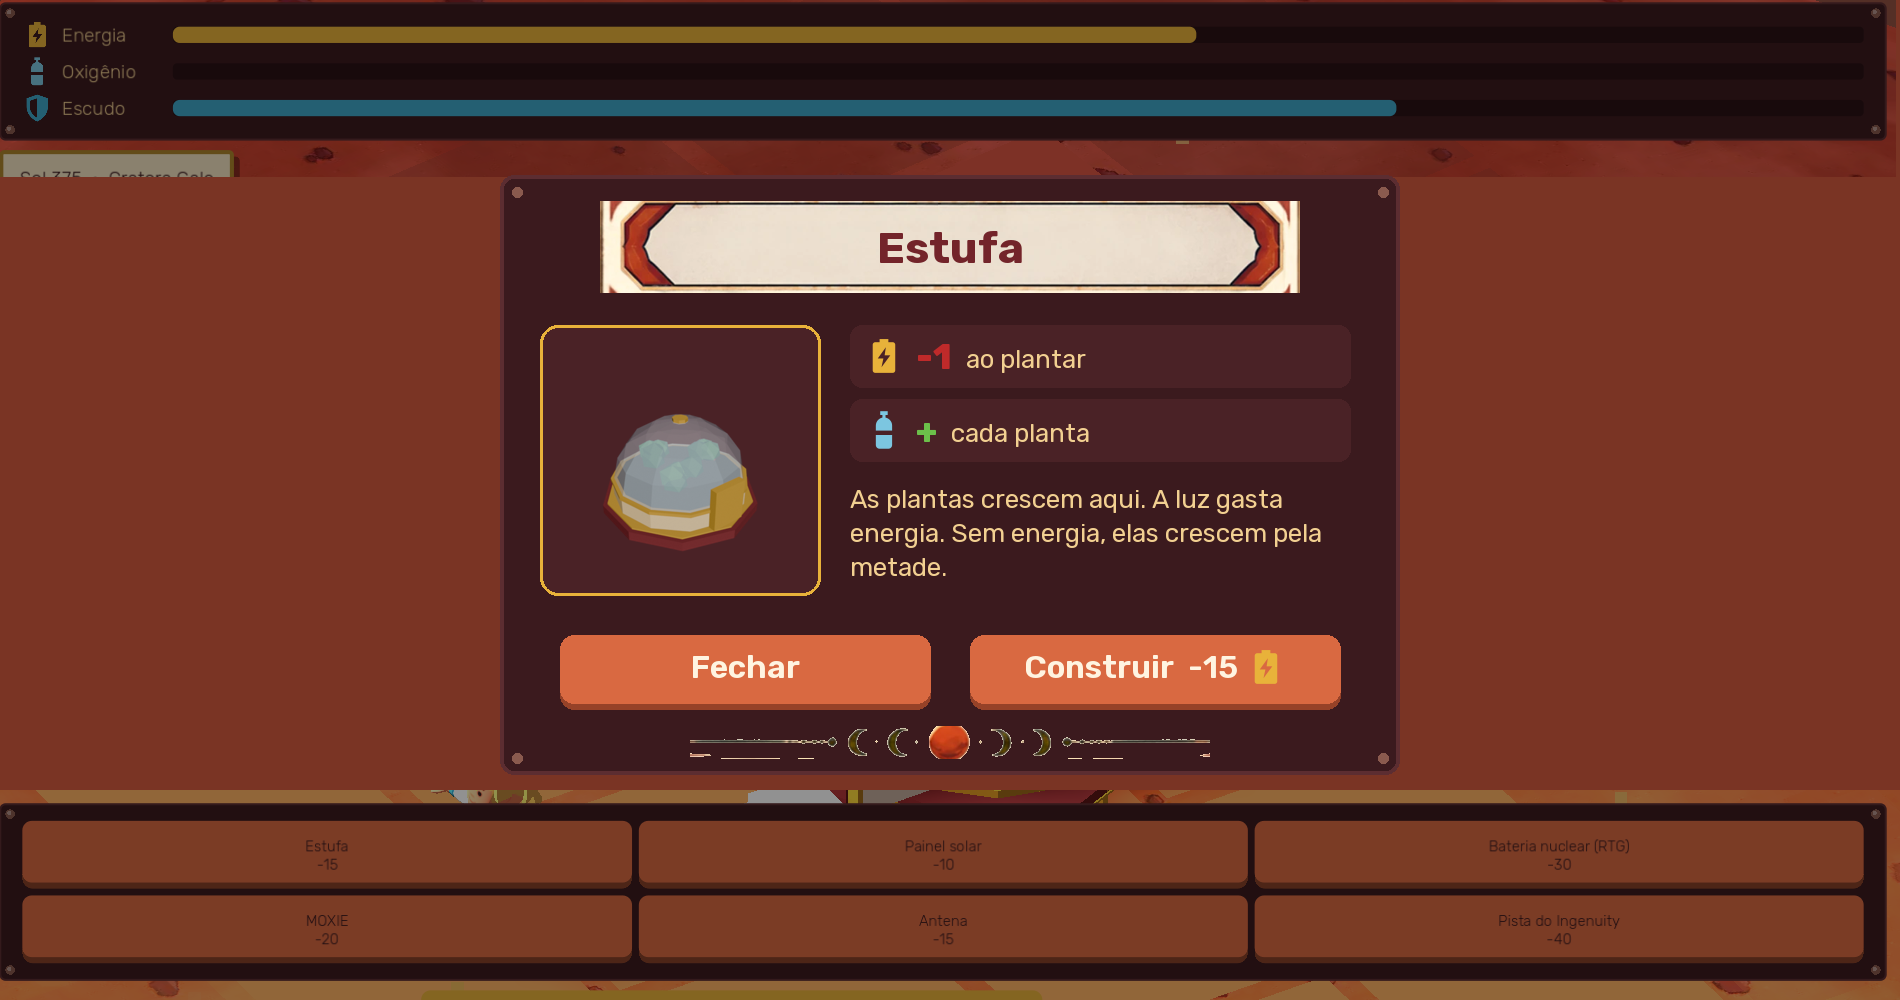 Energia
Oxigênio
Escudo
Estufa
-1 ao plantar
+ cada planta
As plantas crescem aqui. A luz gasta
energia. Sem energia, elas crescem pela
metade.
Fechar
Construir -15
Estufa
-15
Painel solar
-10
Bateria nuclear (RTG)
-30
MOXIE
-20
Antena
-15
Pista do Ingenuity
-40